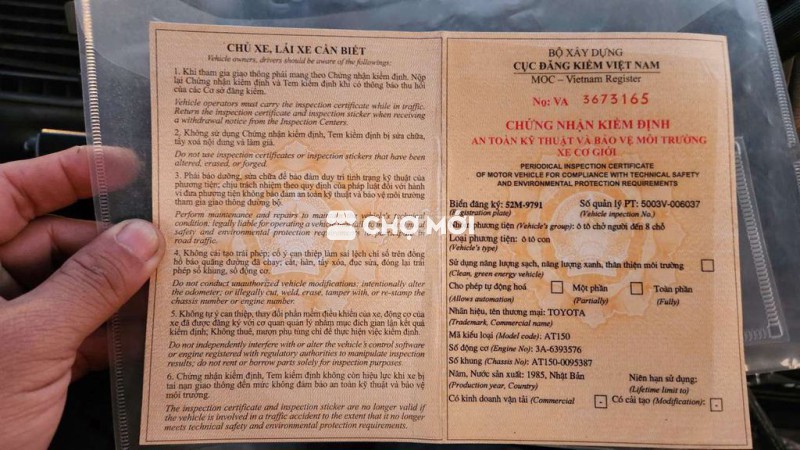 CHỦ XE, LÁI XE CẦN BIẾT
Vehicle owners, drivers should be aware of the followings:
1. Khi tham gia giao thông phải mang theo Chứng nhận kiểm định. Nộp
lại Chứng nhận kiểm định và Tem kiểm định khi có thông báo thu hồi
của các Cơ sở đăng kiểm.
Vehicle operators must carry the inspection certificate while in traffic.
Return the inspection certificate and inspection sticker when receiving
a withdrawal notice from the Inspection Centers.
2. Không sử dụng Chứng nhận kiểm định, Tem kiểm định bị sửa chữa,
tẩy xoá nội dung và làm giả.
Do not use inspection certificates or inspection stickers that have been
altered, erased, or forged.
3. Phải bảo dưỡng, sửa chữa để bảo đảm duy trì tình trạng kỹ thuật của
phương tiện; chịu trách nhiệm theo quy định của pháp luật đối với hành
vi đưa phương tiện không bảo đảm an toàn kỹ thuật và bảo vệ môi trường
tham gia giao thông đường bộ.
Perform maintenance and repairs to
condition, legally liable for operating a vehicle
safety and environmental protection
road traffic.
4. Không cải tạo trái phép; cố ý can thiệp làm sai lệch chỉ số trên đồng
hồ báo quãng đường đã chạy; cắt, hàn, tẩy xóa, đục sửa, đóng lại trái
phép số khung, số động cơ.
Do not conduct unauthorized vehicle modifications; intentionally alter
the odometer; or illegally cut, weld, erase, tamper with, or re-stamp the
chassis number or engine number.
5. Không tự ý can thiệp, thay đổi phần mềm điều khiển của xe, động cơ của
xe đã được đăng ký với cơ quan quản lý nhằm mục đích gian lận kết quả
kiểm định; Không thuê, mượn phụ tùng chỉ để thực hiện việc kiểm định.
Do not independently interfere with or alter the vehicle's control software
or engine registered with regulatory authorities to manipulate inspection
results; do not rent or borrow parts solely for inspection purposes.
6. Chứng nhận kiểm định, Tem kiểm định không còn hiệu lực khi xe bị
tai nạn giao thông đến mức không đảm bảo an toàn kỹ thuật và bảo vệ
môi trường.
The inspection certificate and inspection sticker are no longer valid if
the vehicle is involved in a traffic accident to the extent that it no longer
meets technical safety and environmental protection requirements.
CHỢ MỚI
BỘ XÂY DỰNG
CỤC ĐĂNG KIỂM VIỆT NAM
MOC – Vietnam Register
No: VA 3673165
CHỨNG NHẬN KIỂM ĐỊNH
AN TOÀN KỸ THUẬT VÀ BẢO VỆ MÔI TRƯỜNG
XE CƠ GIỚI
PERIODICAL INSPECTION CERTIFICATE
OF MOTOR VEHICLE FOR COMPLIANCE WITH TECHNICAL SAFETY
AND ENVIRONMENTAL PROTECTION REQUIREMENTS
Biển đăng ký: 52M-9791 Số quản lý PT: 5003V-006037
(Registration plate) (Vehicle inpection No.)
phương tiện (Vehicle's group): ô tô chở người đến 8 chỗ
Loại phương tiện: ô tô con
(Vehicle's type)
Sử dụng năng lượng sạch, năng lượng xanh, thân thiện môi trường
(Clean, green energy vehicle)
Cho phép tự động hoá Một phần Toàn phần
(Allows automation) (Partially) (Fully)
Nhãn hiệu, tên thương mại: TOYOTA
(Trademark, Commercial name)
Mã kiểu loại (Model code): AT150
Số động cơ (Engine No): 3A-6393576
Số khung (Chassis No): AT150-0095387
Năm, Nước sản xuất: 1985, Nhật Bản Niên hạn sử dụng:
(Production year, Country) (Lifetime limit to)
Có kinh doanh vận tải (Commercial - Có cải tạo (Modification): -